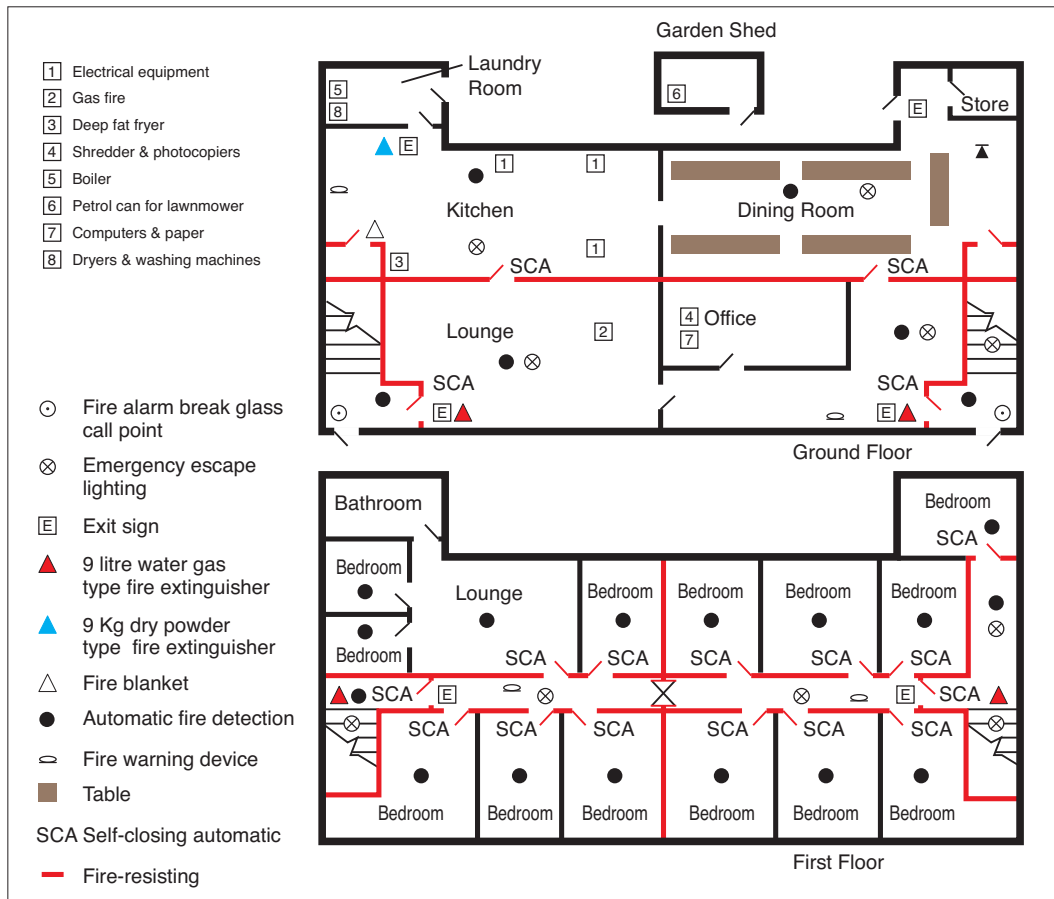 1 Electrical equipment
2 Gas fire
3 Deep fat fryer
4 Shredder & photocopiers
5 Boiler
6 Petrol can for lawnmower
7 Computers & paper
8 Dryers & washing machines
Fire alarm break glass
call point
Emergency escape
lighting
E Exit sign
9 litre water gas
type fire extinguisher
9 Kg dry powder
type fire extinguisher
Fire blanket
Automatic fire detection
Fire warning device
Table
SCA Self-closing automatic
Fire-resisting
Garden Shed
6
Laundry
Room
5
8
E
Store
E
1
1
Kitchen
Dining Room
1
3
SCA
SCA
Lounge
2
4 Office
7
SCA
SCA
E
E
Ground Floor
Bathroom
Bedroom
SCA
Bedroom
Lounge
Bedroom
Bedroom
Bedroom
Bedroom
Bedroom
SCA
SCA
SCA
SCA
SCA
E
E
SCA
SCA
SCA
SCA
SCA
SCA
SCA
Bedroom
Bedroom
Bedroom
Bedroom
Bedroom
Bedroom
First Floor